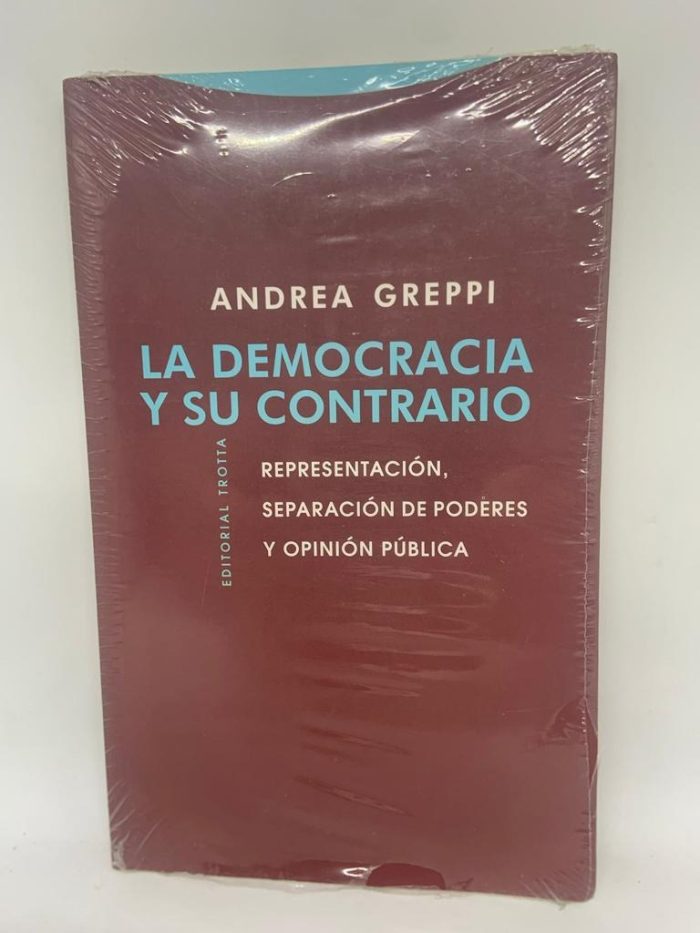 ANDREA GREPPI
LA DEMOCRACIA
Y SU CONTRARIO
EDITORIAL TROTTA
REPRESENTACIÓN,
SEPARACIÓN DE PODERES
Y OPINIÓN PÚBLICA